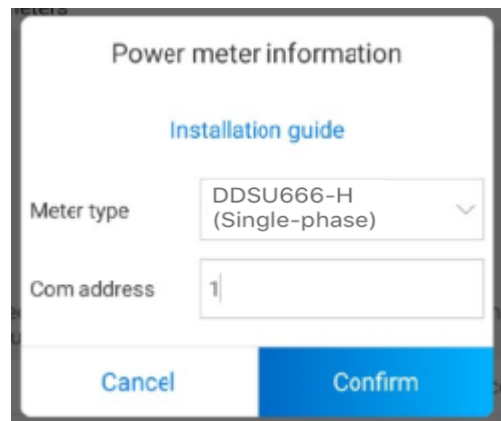 Power meter information
Installation guide
Meter type
DDSU666-H
(Single-phase)
Com address
1
Cancel
Confirm